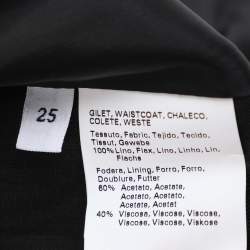 25
GILET, WAISTCOAT, CHALECO,
COLETE, WESTE
Tessuto, Fabric, Tejido, Tecido,
Tissut, Gewebe
100% Lino, Flax, Lino, Linho, Lin,
Flachs
Fodera, Lining, Forro, Forro,
Doublure, Futter
60% Acetato, Acetate,
Acetato, Acetato,
Acetate, Acetat
40% Viscosa, Viscose, Viscosa,
Viscose, Viscose,
Viskose